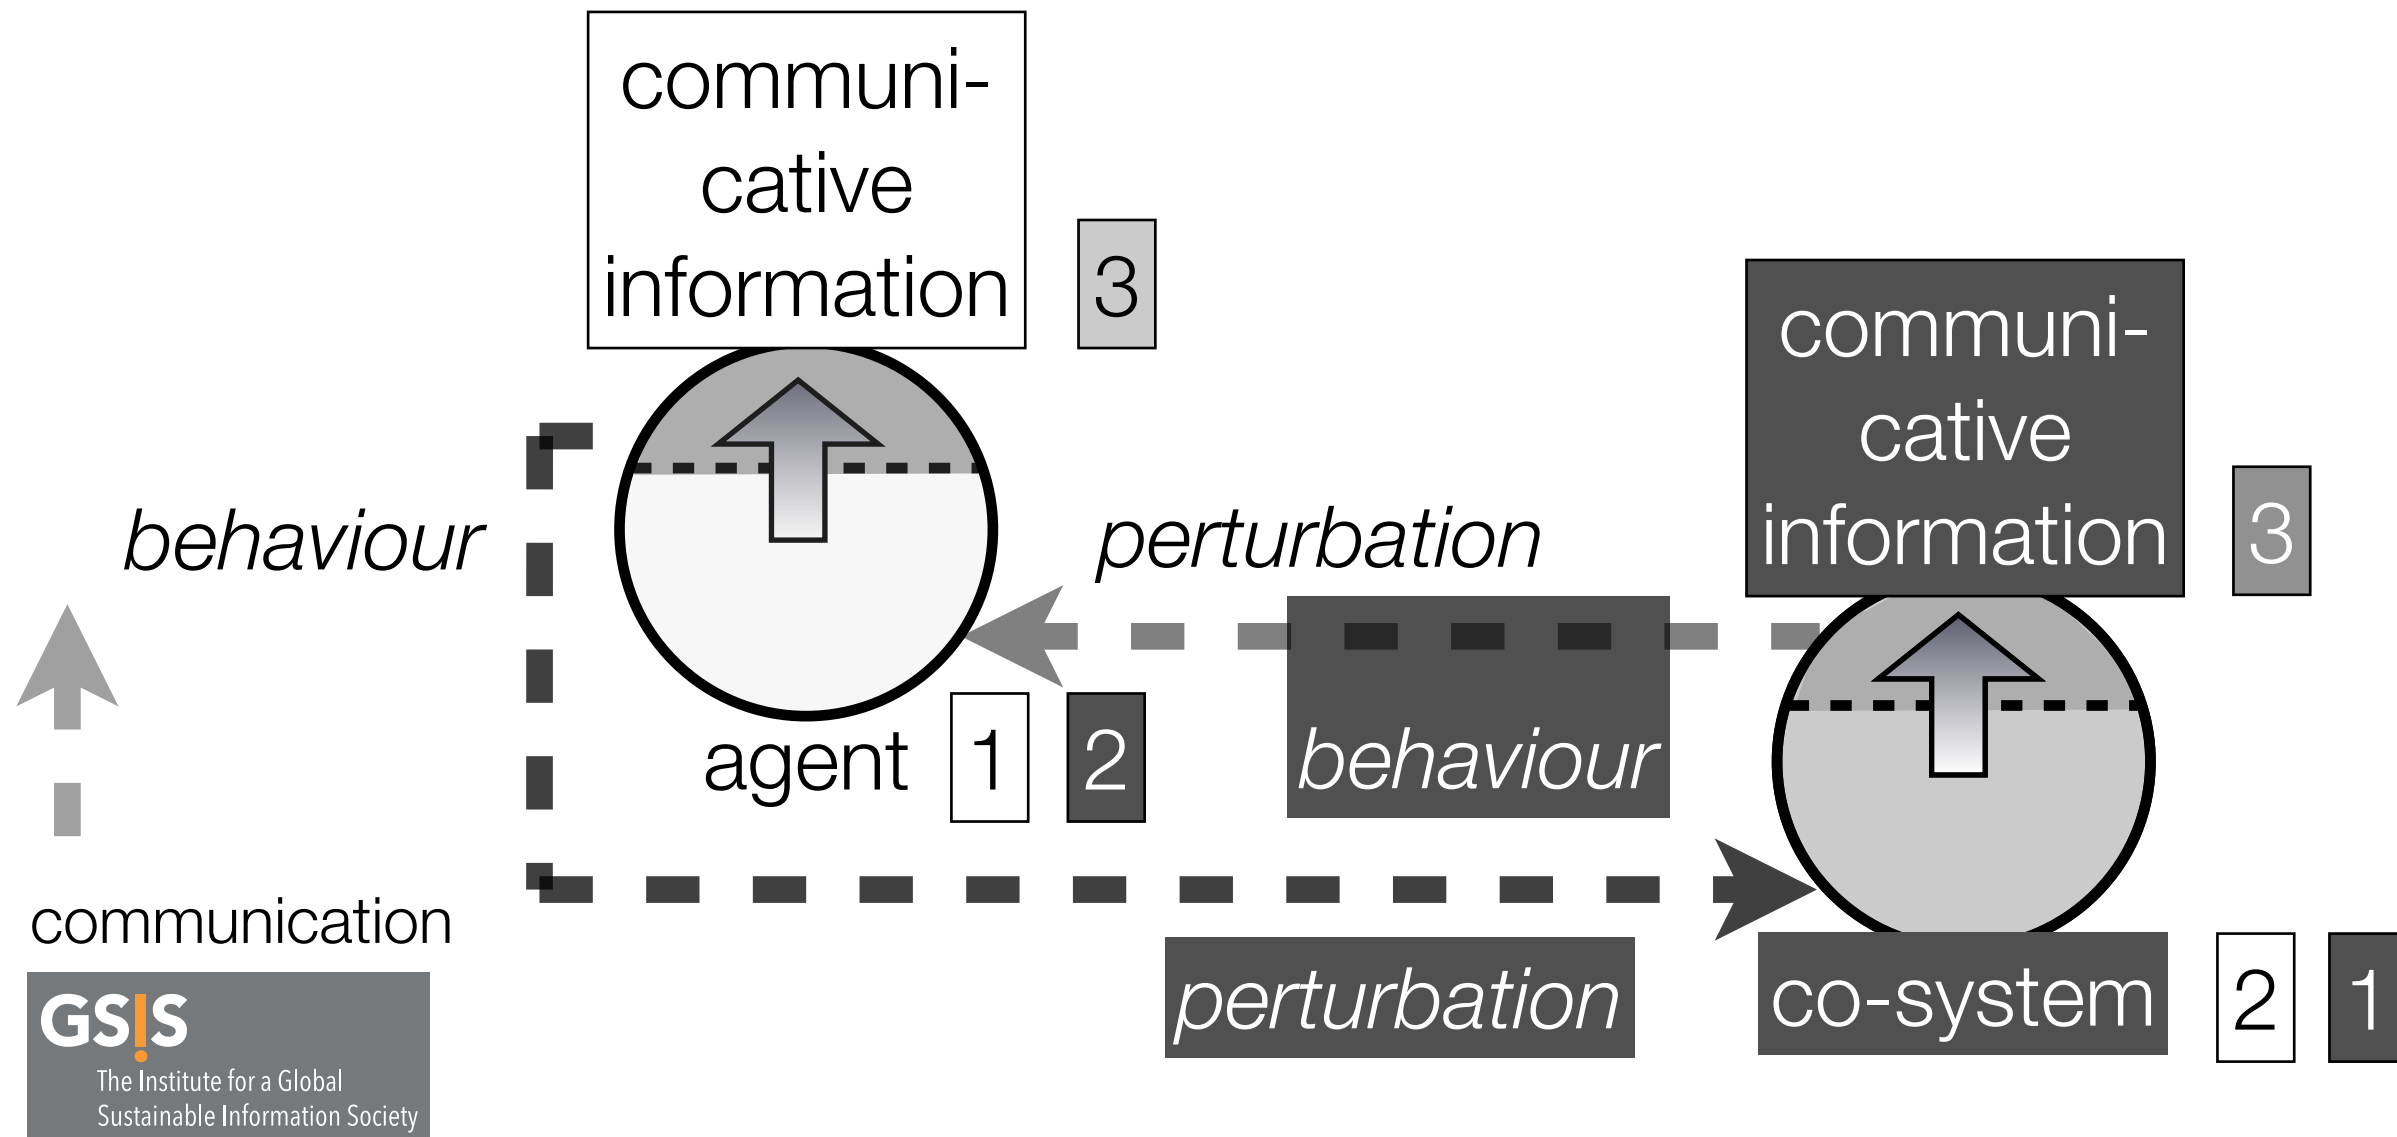 communi-
cative
information
3
communi-
cative
information
3
behaviour
perturbation
agent
1
2
behaviour
communication
perturbation
co-system
2
1
GSIS
The Institute for a Global
Sustainable Information Society